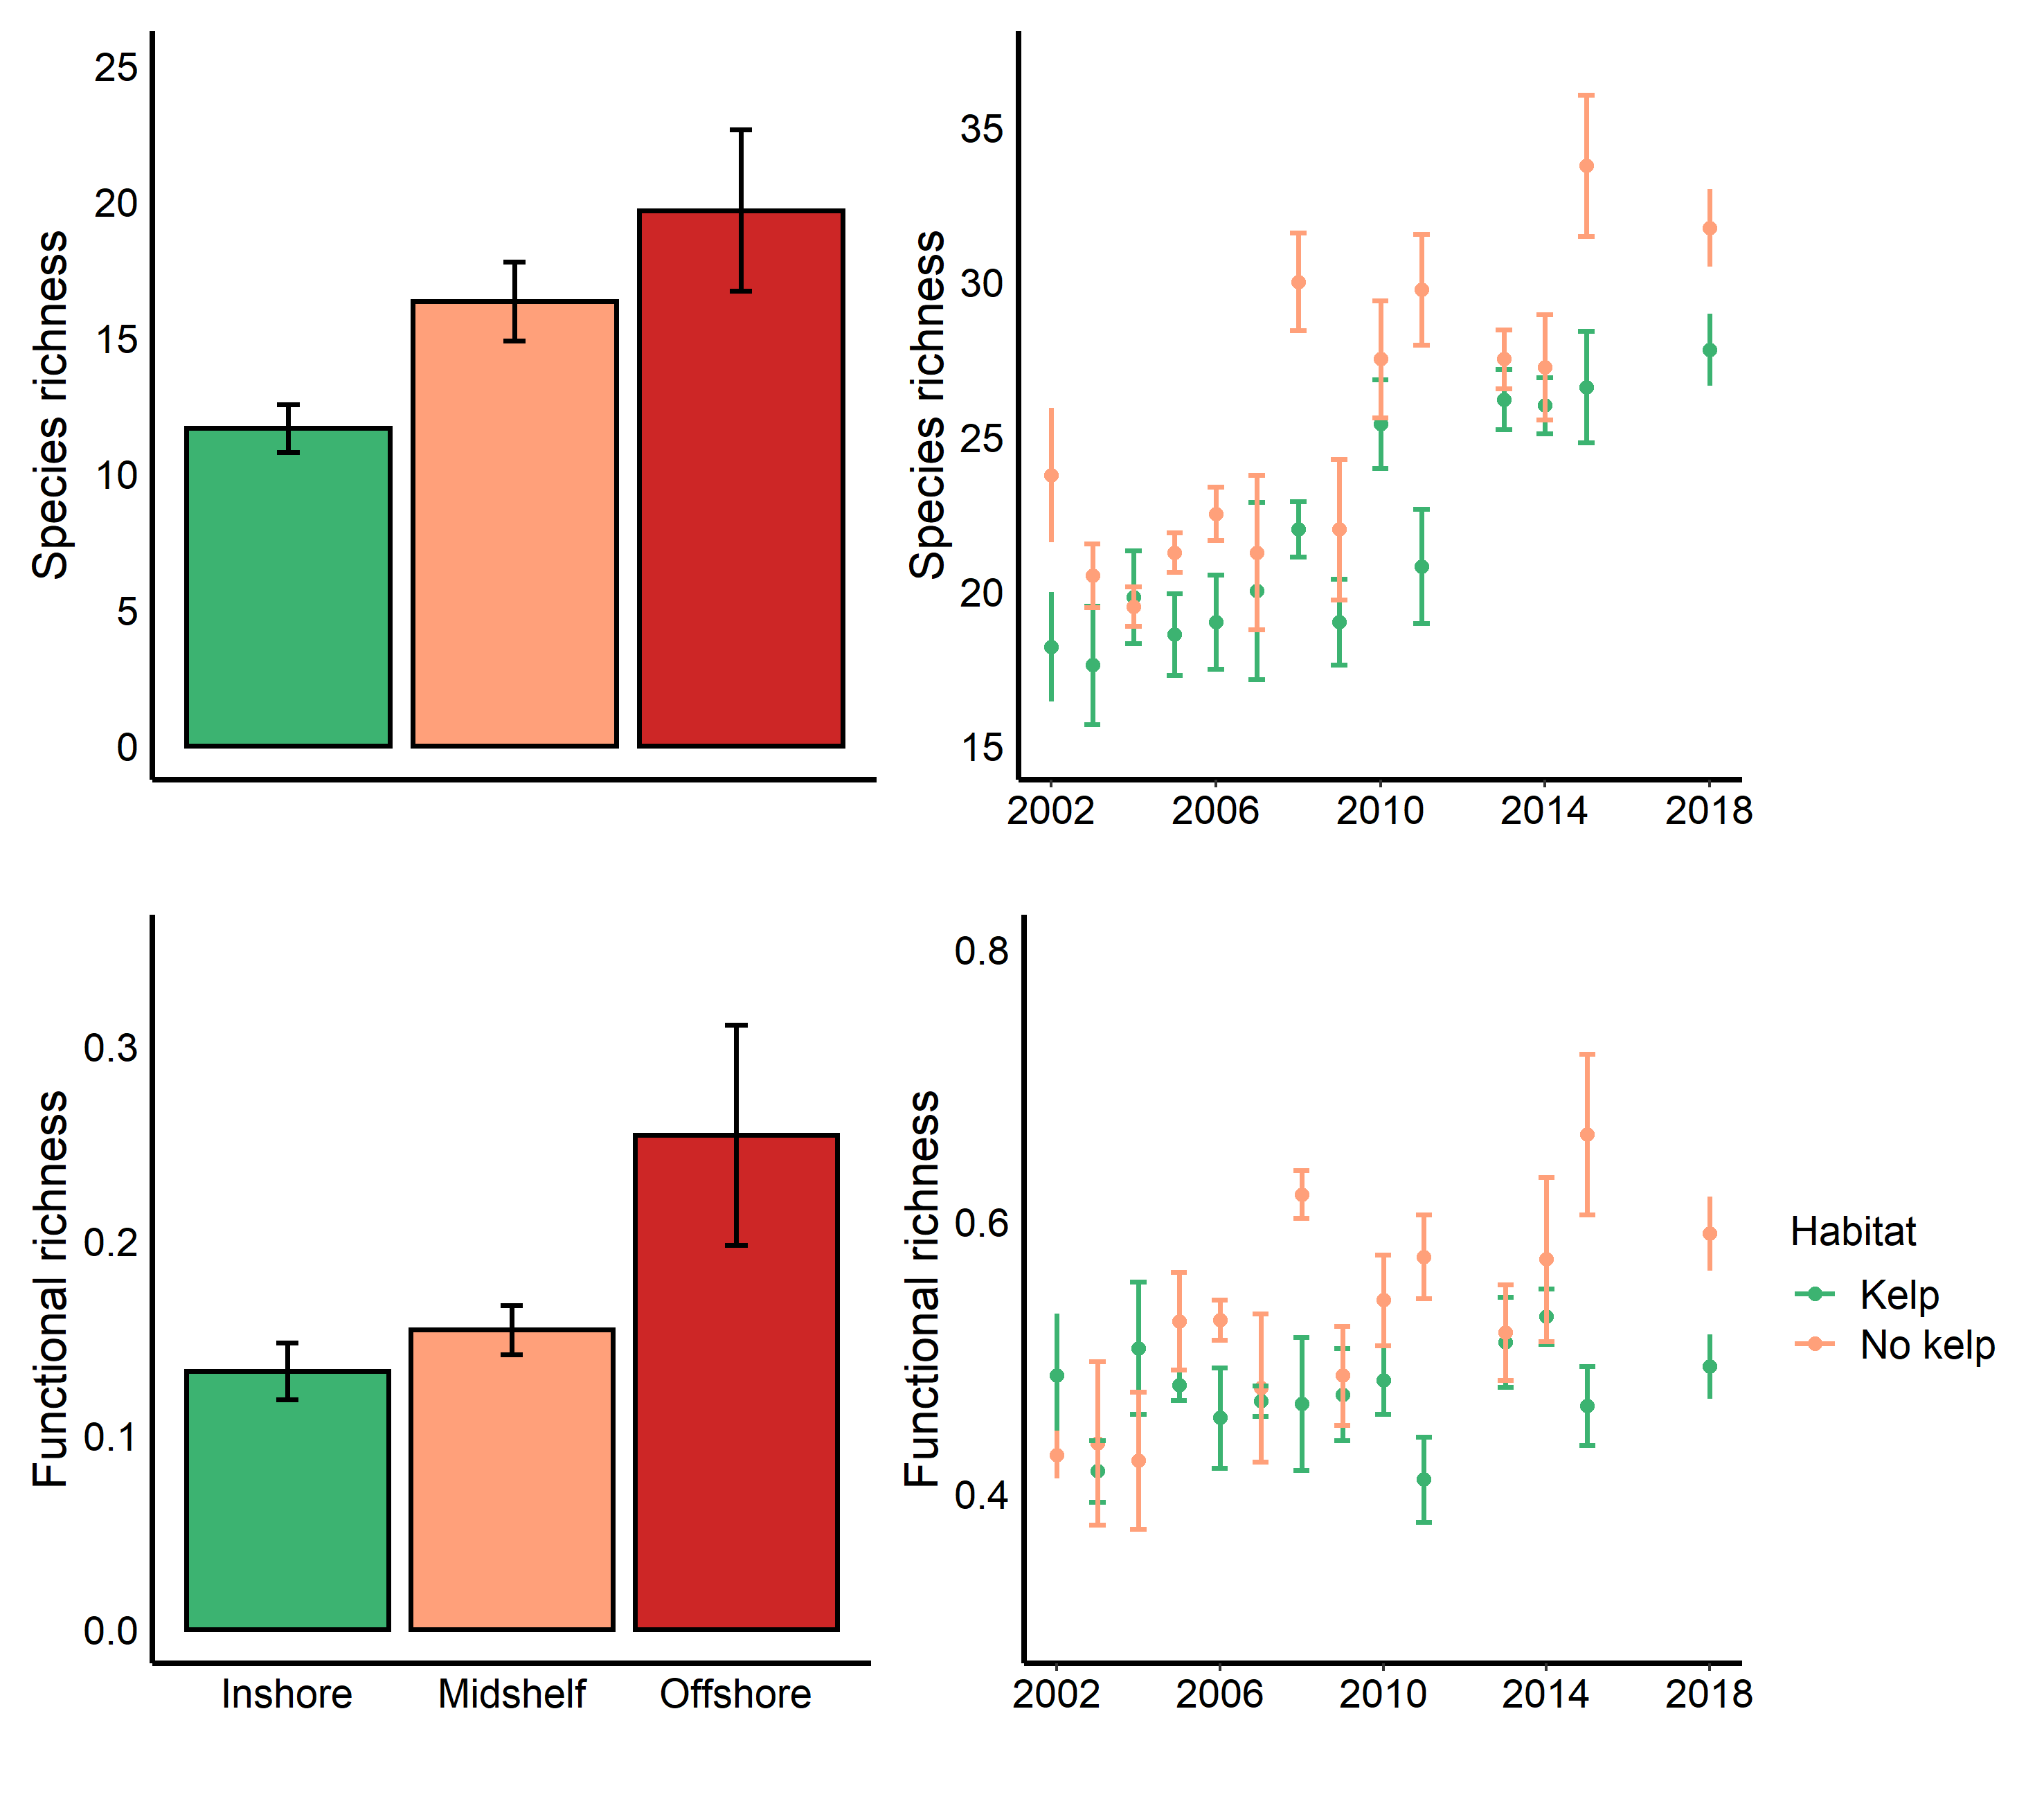 Species richness
25
20
15
10
5
0
Species richness
35
30
25
20
15
2002 2006 2010 2014 2018
Functional richness
0.3
0.2
0.1
0.0
Inshore Midshelf Offshore
Functional richness
0.8
0.6
0.4
2002 2006 2010 2014 2018
Habitat
Kelp
No kelp